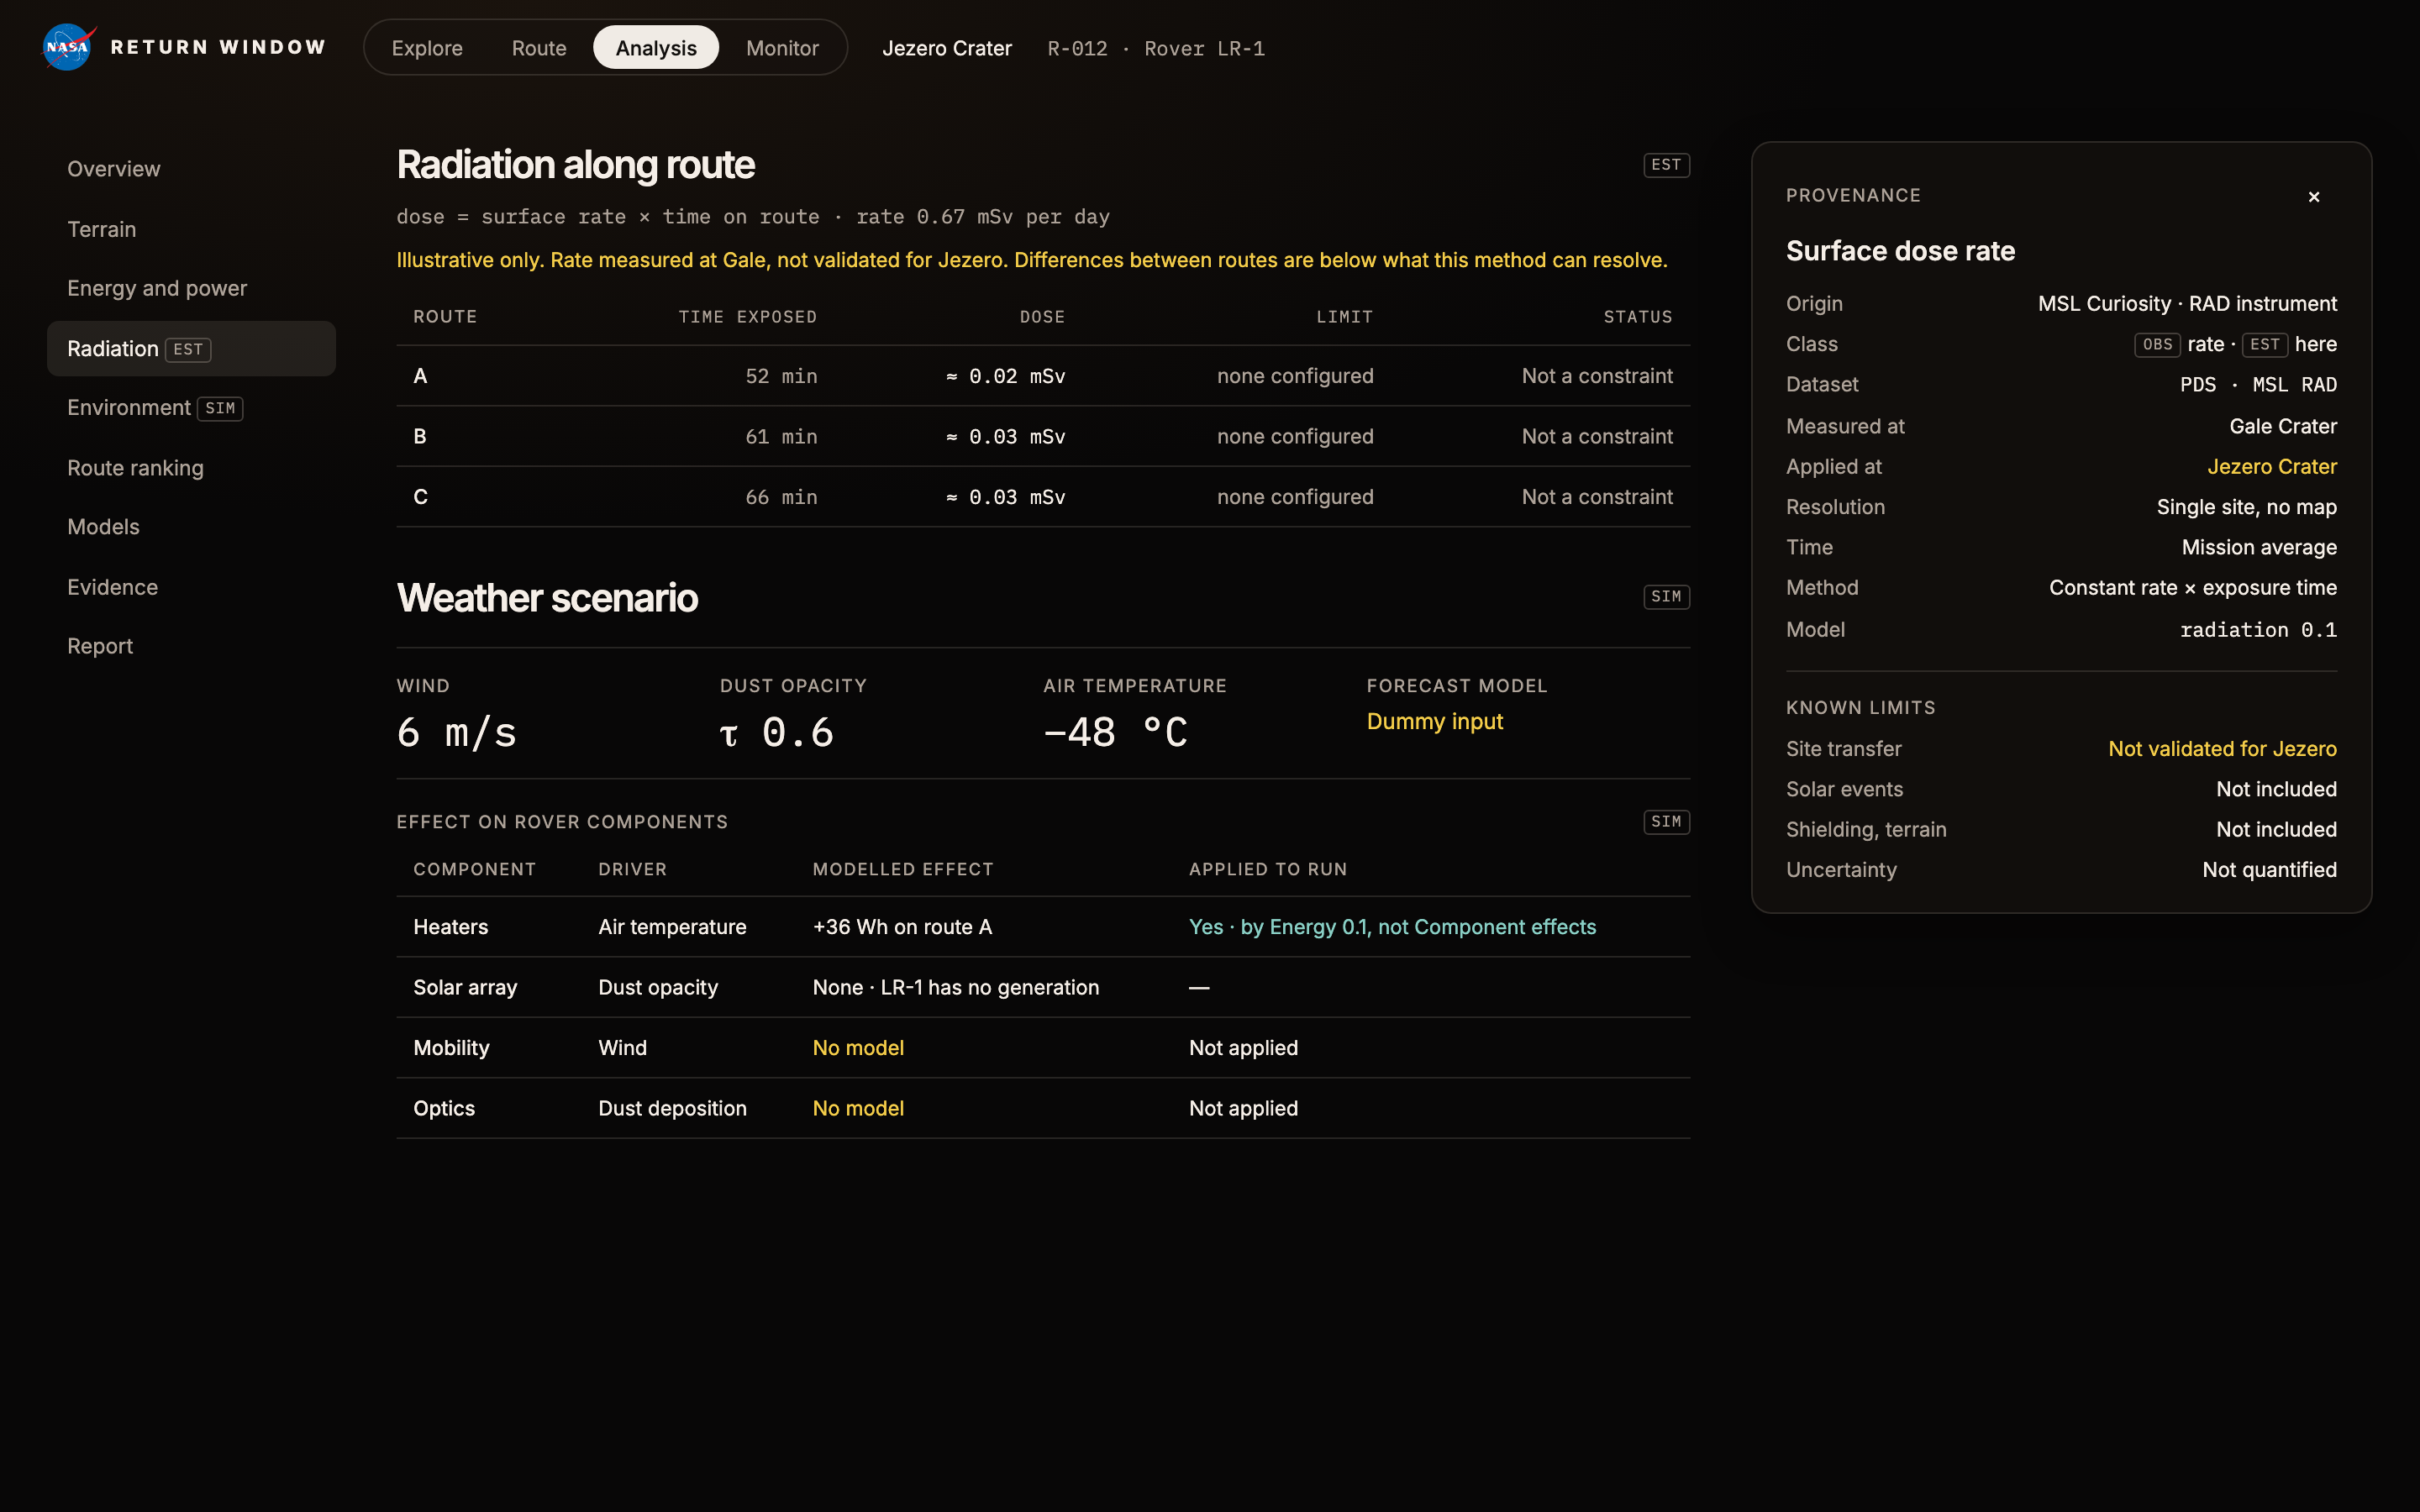 NASA RETURN WINDOW Explore Route Analysis Monitor Jezero Crater R-012 · Rover LR-1
Overview
Terrain
Energy and power
Radiation EST
Environment SIM
Route ranking
Models
Evidence
Report
Radiation along route EST
dose = surface rate × time on route · rate 0.67 mSv per day
Illustrative only. Rate measured at Gale, not validated for Jezero. Differences between routes are below what this method can resolve.
ROUTE TIME EXPOSED DOSE LIMIT STATUS
A 52 min ≈ 0.02 mSv none configured Not a constraint
B 61 min ≈ 0.03 mSv none configured Not a constraint
C 66 min ≈ 0.03 mSv none configured Not a constraint
Weather scenario SIM
WIND DUST OPACITY AIR TEMPERATURE FORECAST MODEL
6 m/s τ 0.6 −48 °C Dummy input
EFFECT ON ROVER COMPONENTS SIM
COMPONENT DRIVER MODELLED EFFECT APPLIED TO RUN
Heaters Air temperature +36 Wh on route A Yes · by Energy 0.1, not Component effects
Solar array Dust opacity None · LR-1 has no generation —
Mobility Wind No model Not applied
Optics Dust deposition No model Not applied
PROVENANCE ×
Surface dose rate
Origin MSL Curiosity · RAD instrument
Class OBS rate · EST here
Dataset PDS · MSL RAD
Measured at Gale Crater
Applied at Jezero Crater
Resolution Single site, no map
Time Mission average
Method Constant rate × exposure time
Model radiation 0.1
KNOWN LIMITS
Site transfer Not validated for Jezero
Solar events Not included
Shielding, terrain Not included
Uncertainty Not quantified